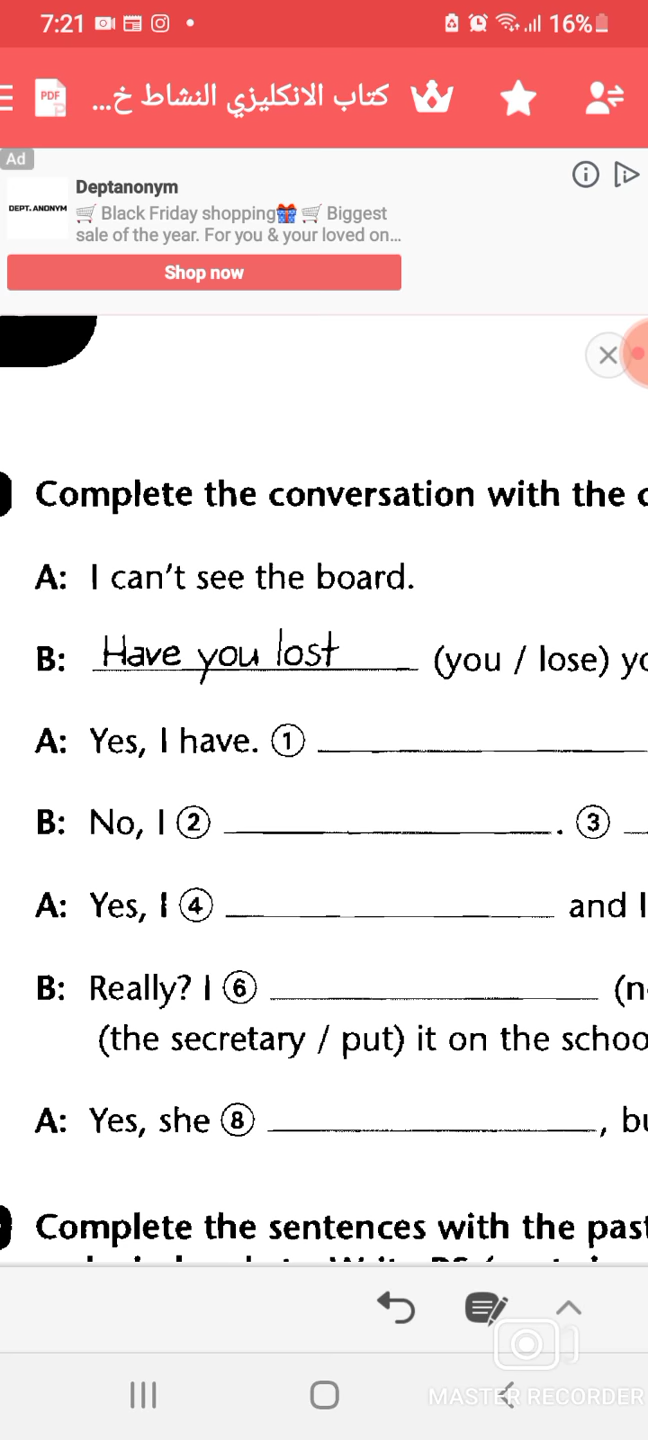 7:21 16%
PDF كتاب الانكليزي النشاط خ...
Ad
Deptanonym
DEPT. ANONYM
🛒 Black Friday shopping🎁 🛒 Biggest
sale of the year. For you & your loved on...
Shop now
Complete the conversation with the c
A: I can't see the board.
B: Have you lost (you / lose) yo
A: Yes, I have. ①
B: No, I ② . ③
A: Yes, I ④ and I
B: Really? I ⑥ (n
(the secretary / put) it on the schoo
A: Yes, she ⑧ , bu
Complete the sentences with the past
MASTER RECORDER